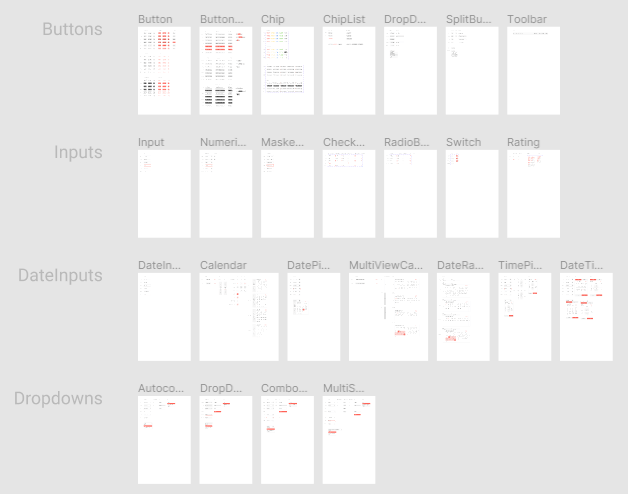 Buttons
Button
Button...
Chip
ChipList
DropD...
SplitBu...
Toolbar
Inputs
Input
Numeri...
Maske...
Check...
RadioB...
Switch
Rating
DateInputs
DateIn...
Calendar
DatePi...
MultiViewCa...
DateRa...
TimePi...
DateTi...
Dropdowns
Autoco...
DropD...
Combo...
MultiS...